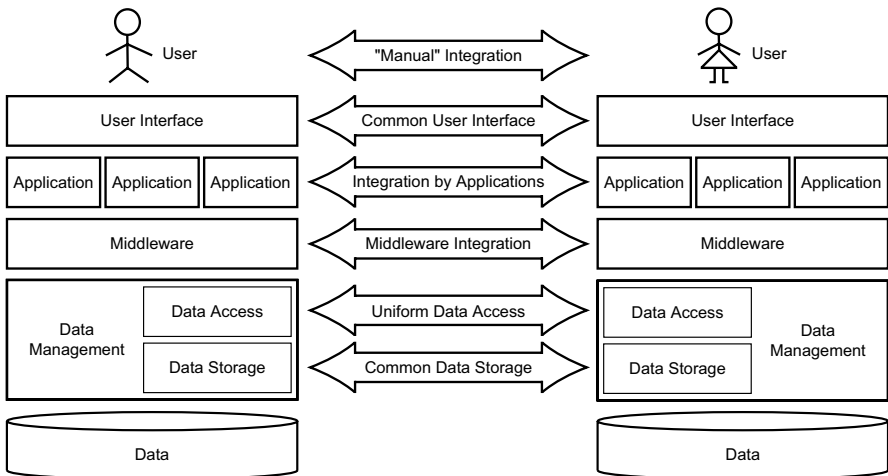 User
"Manual" Integration
User
User Interface
Common User Interface
User Interface
Application
Application
Application
Integration by Applications
Application
Application
Application
Middleware
Middleware Integration
Middleware
Data
Management
Data Access
Data Storage
Uniform Data Access
Common Data Storage
Data Access
Data Storage
Data
Management
Data
Data